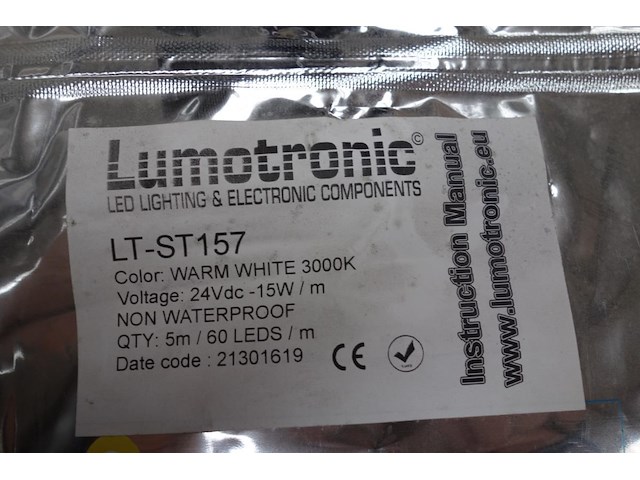 Lumotronic©
LED LIGHTING & ELECTRONIC COMPONENTS
LT-ST157
Color: WARM WHITE 3000K
Voltage: 24Vdc -15W / m
NON WATERPROOF
QTY: 5m / 60 LEDS / m
Date code : 21301619
CE
Instruction Manual
www.lumotronic.eu